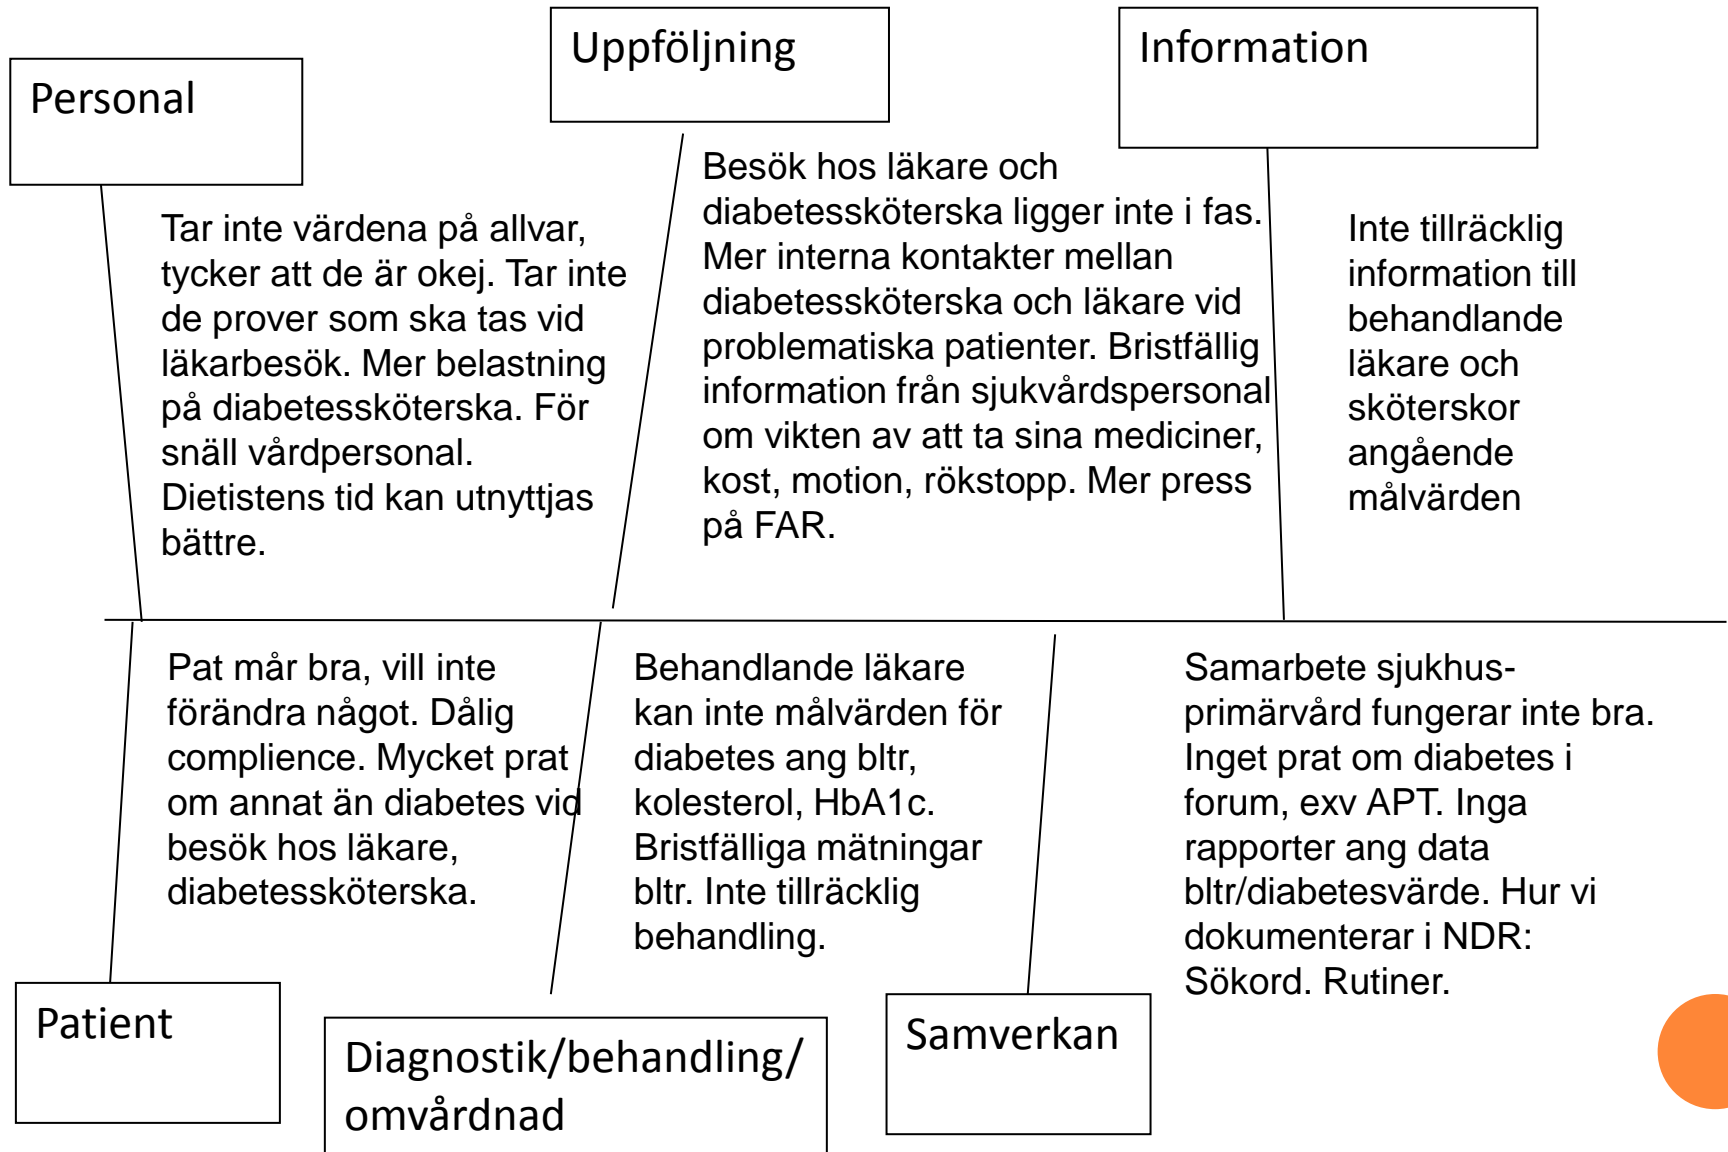 Personal
Tar inte värdena på allvar,
tycker att de är okej. Tar inte
de prover som ska tas vid
läkarbesök. Mer belastning
på diabetessköterska. För
snäll vårdpersonal.
Dietistens tid kan utnyttjas
bättre.
Uppföljning
Besök hos läkare och
diabetessköterska ligger inte i fas.
Mer interna kontakter mellan
diabetessköterska och läkare vid
problematiska patienter. Bristfällig
information från sjukvårdspersonal
om vikten av att ta sina mediciner,
kost, motion, rökstopp. Mer press
på FAR.
Information
Inte tillräcklig
information till
behandlande
läkare och
sköterskor
angående
målvärden
Pat mår bra, vill inte
förändra något. Dålig
complience. Mycket prat
om annat än diabetes vid
besök hos läkare,
diabetessköterska.
Patient
Behandlande läkare
kan inte målvärden för
diabetes ang bltr,
kolesterol, HbA1c.
Bristfälliga mätningar
bltr. Inte tillräcklig
behandling.
Diagnostik/behandling/
omvårdnad
Samarbete sjukhus-
primärvård fungerar inte bra.
Inget prat om diabetes i
forum, exv APT. Inga
rapporter ang data
bltr/diabetesvärde. Hur vi
dokumenterar i NDR:
Sökord. Rutiner.
Samverkan